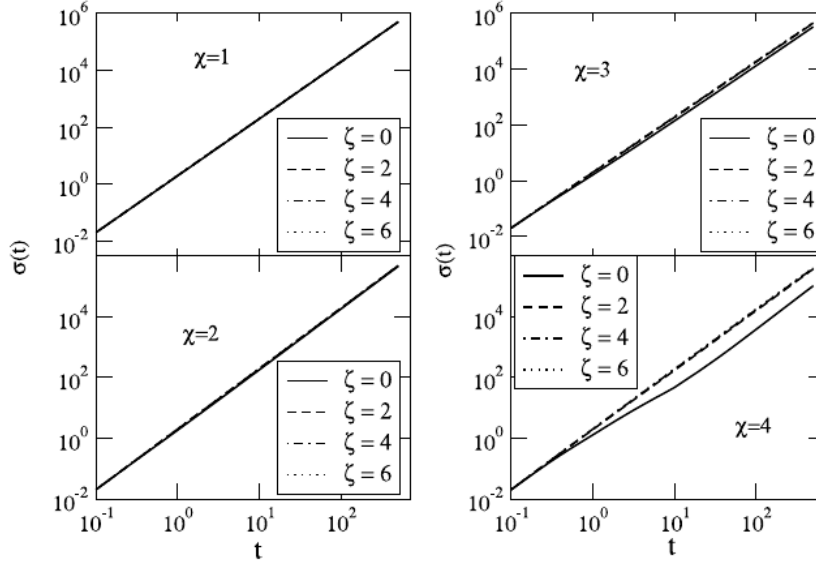 10^6
10^4
10^2
10^0
10^-2
χ=1
ζ = 0
ζ = 2
ζ = 4
ζ = 6
σ(t)
10^4
10^2
10^0
10^-2
χ=2
ζ = 0
ζ = 2
ζ = 4
ζ = 6
10^-1 10^0 10^1 10^2
t
10^6
10^4
10^2
10^0
10^-2
χ=3
ζ = 0
ζ = 2
ζ = 4
ζ = 6
σ(t)
ζ = 0
ζ = 2
ζ = 4
ζ = 6
10^4
10^2
10^0
10^-2
χ=4
10^-1 10^0 10^1 10^2
t